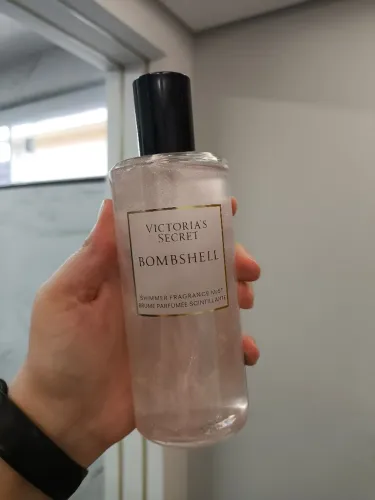 VICTORIA'S
SECRET
BOMBSHELL
SHIMMER FRAGRANCE MIST
BRUME PARFUMÉE SCINTILLANTE